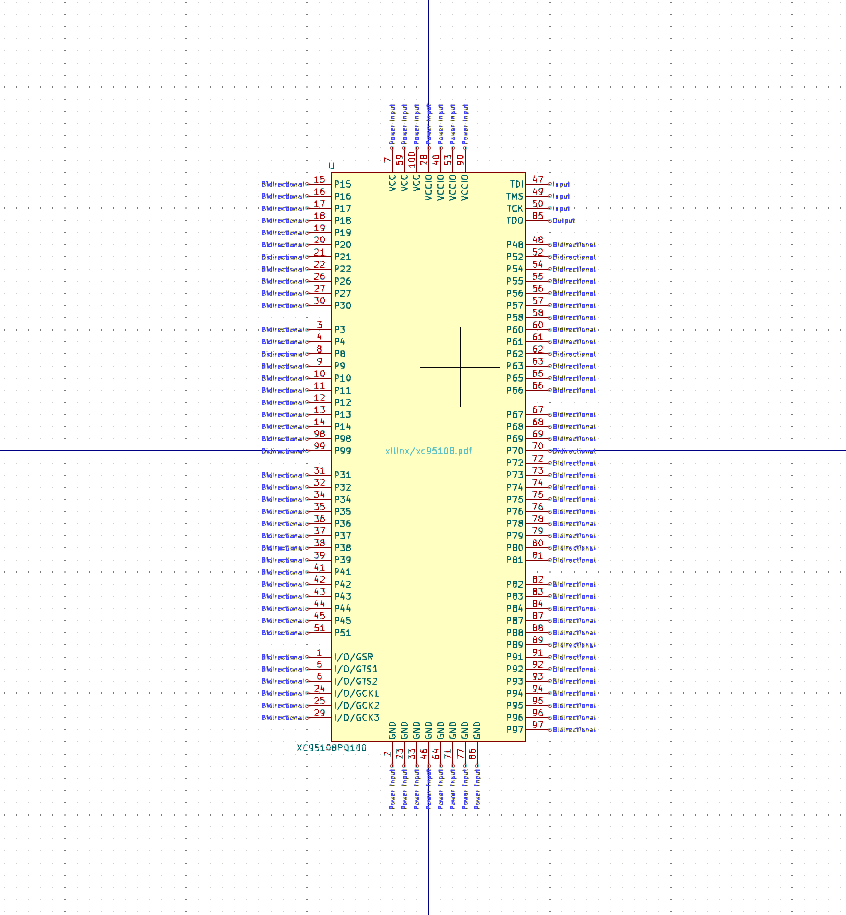 Power Input Power Input Power Input Power Input Power Input Power Input Power Input
7 59 100 28 40 53 90
U
VCC VCC VCC VCCIO VCCIO VCCIO VCCIO
Bidirectional 15 P15 TDI 47 Input
Bidirectional 16 P16 TMS 49 Input
Bidirectional 17 P17 TCK 50 Input
Bidirectional 18 P18 TDO 85 Output
Bidirectional 19 P19
Bidirectional 20 P20 P48 48 Bidirectional
Bidirectional 21 P21 P52 52 Bidirectional
Bidirectional 22 P22 P54 54 Bidirectional
Bidirectional 26 P26 P55 55 Bidirectional
Bidirectional 27 P27 P56 56 Bidirectional
Bidirectional 30 P30 P57 57 Bidirectional
P58 58 Bidirectional
Bidirectional 3 P3 P60 60 Bidirectional
Bidirectional 4 P4 P61 61 Bidirectional
Bidirectional 8 P8 P62 62 Bidirectional
Bidirectional 9 P9 P63 63 Bidirectional
Bidirectional 10 P10 P65 65 Bidirectional
Bidirectional 11 P11 P66 66 Bidirectional
Bidirectional 12 P12
Bidirectional 13 P13 P67 67 Bidirectional
Bidirectional 14 P14 P68 68 Bidirectional
Bidirectional 98 P98 P69 69 Bidirectional
Bidirectional 99 P99 xilinx/xc95108.pdf P70 70 Bidirectional
P72 72 Bidirectional
Bidirectional 31 P31 P73 73 Bidirectional
Bidirectional 32 P32 P74 74 Bidirectional
Bidirectional 34 P34 P75 75 Bidirectional
Bidirectional 35 P35 P76 76 Bidirectional
Bidirectional 36 P36 P78 78 Bidirectional
Bidirectional 37 P37 P79 79 Bidirectional
Bidirectional 38 P38 P80 80 Bidirectional
Bidirectional 39 P39 P81 81 Bidirectional
Bidirectional 41 P41
Bidirectional 42 P42 P82 82 Bidirectional
Bidirectional 43 P43 P83 83 Bidirectional
Bidirectional 44 P44 P84 84 Bidirectional
Bidirectional 45 P45 P87 87 Bidirectional
Bidirectional 51 P51 P88 88 Bidirectional
P89 89 Bidirectional
Bidirectional 1 I/O/GSR P91 91 Bidirectional
Bidirectional 5 I/O/GTS1 P92 92 Bidirectional
Bidirectional 6 I/O/GTS2 P93 93 Bidirectional
Bidirectional 24 I/O/GCK1 P94 94 Bidirectional
Bidirectional 25 I/O/GCK2 P95 95 Bidirectional
Bidirectional 29 I/O/GCK3 P96 96 Bidirectional
P97 97 Bidirectional
GND GND GND GND GND GND GND GND
XC95108PQ100
2 23 33 46 64 71 77 86
Power Input Power Input Power Input Power Input Power Input Power Input Power Input Power Input